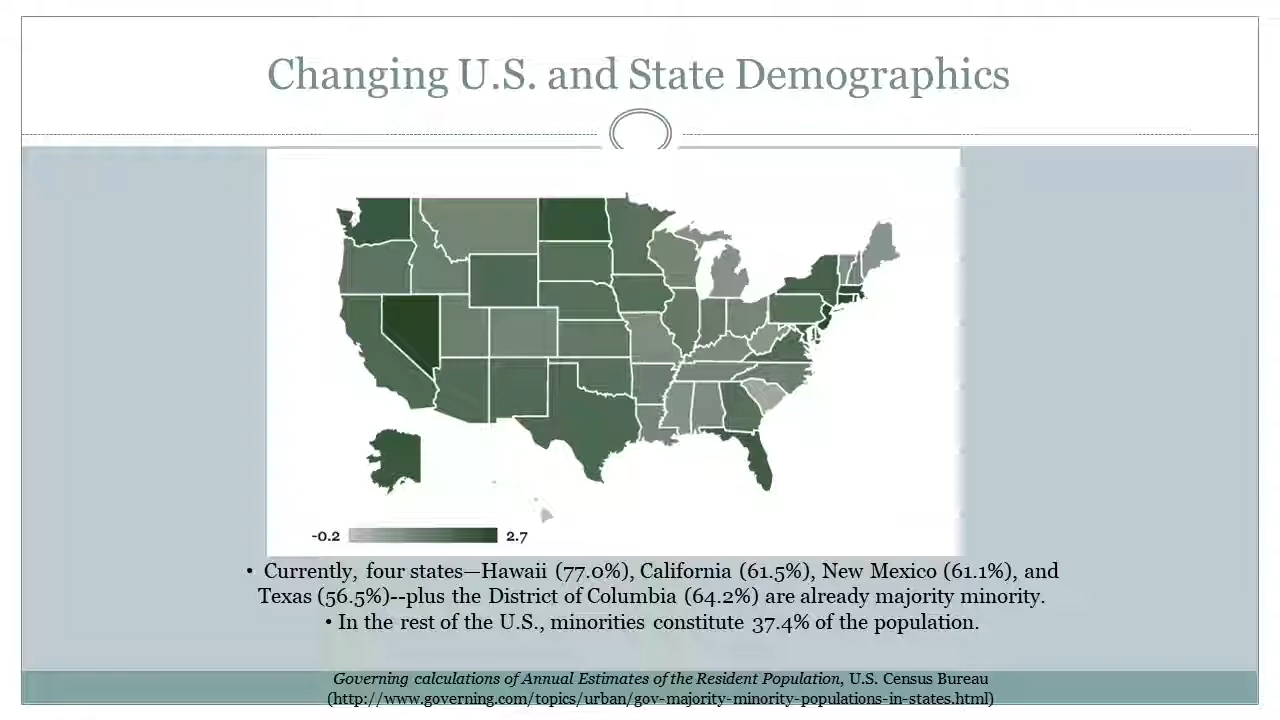 Changing U.S. and State Demographics
-0.2 2.7
• Currently, four states—Hawaii (77.0%), California (61.5%), New Mexico (61.1%), and
Texas (56.5%)--plus the District of Columbia (64.2%) are already majority minority.
• In the rest of the U.S., minorities constitute 37.4% of the population.
Governing calculations of Annual Estimates of the Resident Population, U.S. Census Bureau
(http://www.governing.com/topics/urban/gov-majority-minority-populations-in-states.html)